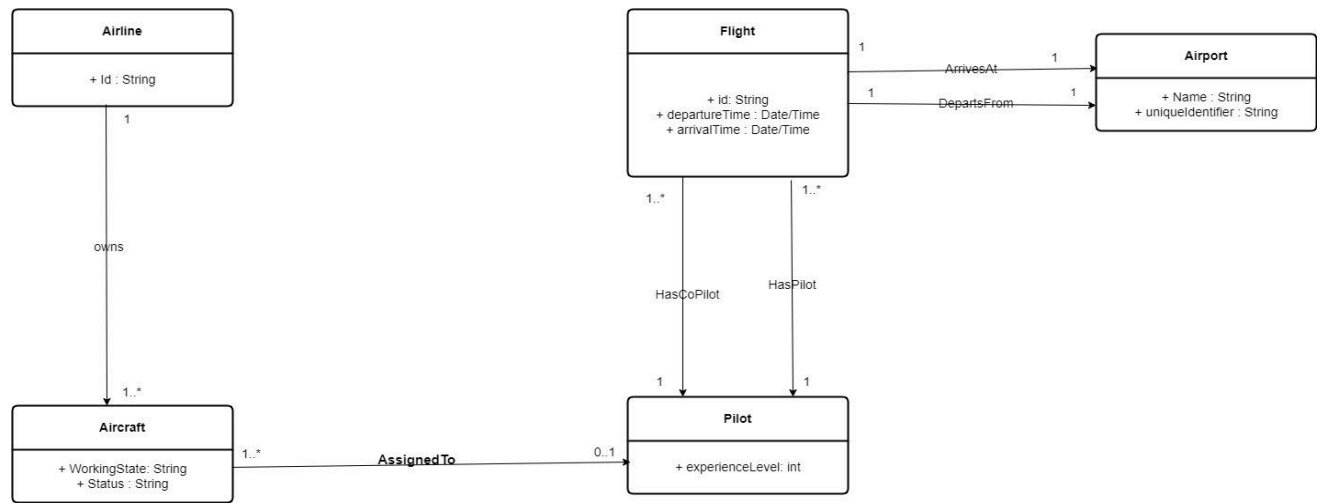 Airline
+ Id : String
1
owns
1..*
Aircraft
+ WorkingState: String
+ Status : String
1..*
AssignedTo
0..1
Flight
+ id: String
+ departureTime : Date/Time
+ arrivalTime : Date/Time
1
ArrivesAt
1
1
DepartsFrom
1
Airport
+ Name : String
+ uniqueIdentifier : String
1..*
HasCoPilot
1
1..*
HasPilot
1
Pilot
+ experienceLevel: int